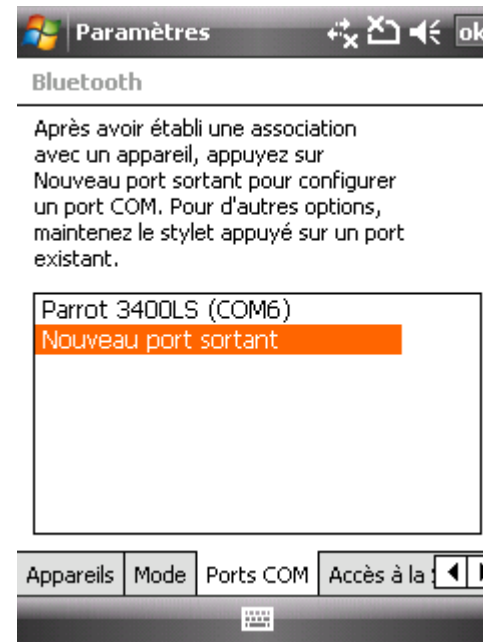 Paramètres
ok
Bluetooth
Après avoir établi une association
avec un appareil, appuyez sur
Nouveau port sortant pour configurer
un port COM. Pour d'autres options,
maintenez le stylet appuyé sur un port
existant.
Parrot 3400LS (COM6)
Nouveau port sortant
Appareils Mode Ports COM Accès à la